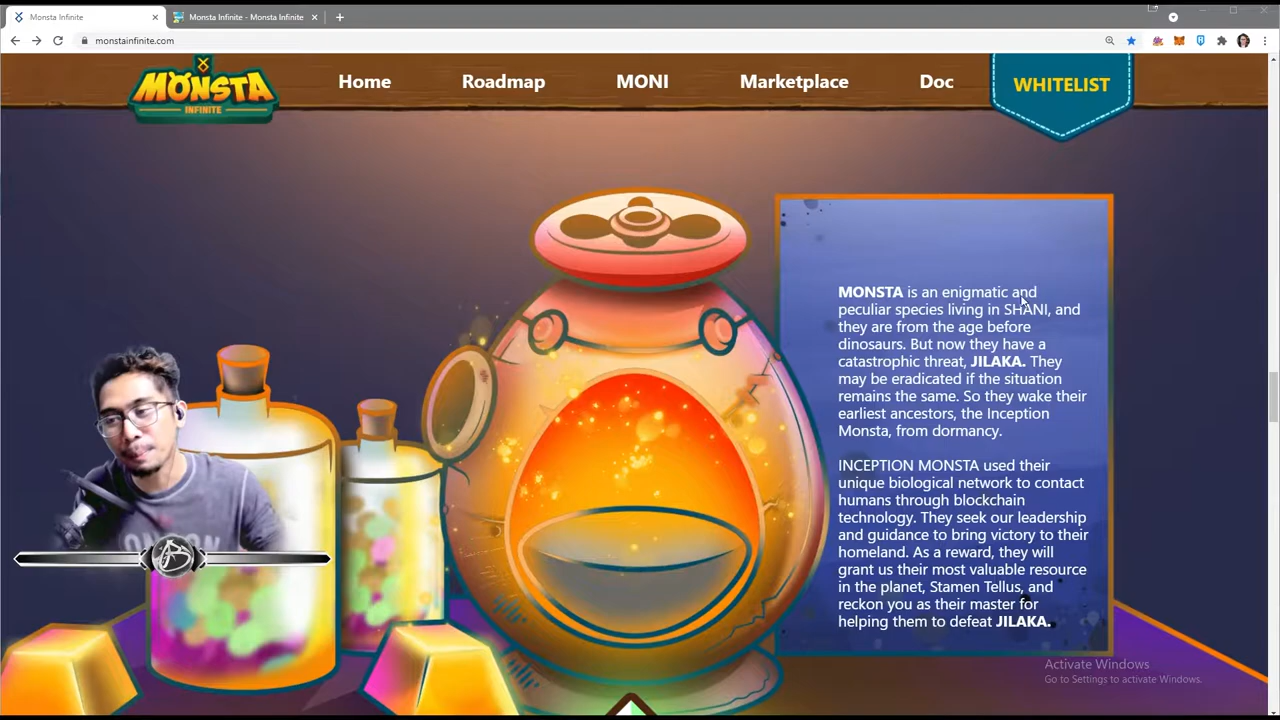 Monsta Infinite
Monsta Infinite - Monsta Infinite
monstainfinite.com
MONSTA
INFINITE
Home
Roadmap
MONI
Marketplace
Doc
WHITELIST
MONSTA is an enigmatic and
peculiar species living in SHANI, and
they are from the age before
dinosaurs. But now they have a
catastrophic threat, JILAKA. They
may be eradicated if the situation
remains the same. So they wake their
earliest ancestors, the Inception
Monsta, from dormancy.
INCEPTION MONSTA used their
unique biological network to contact
humans through blockchain
technology. They seek our leadership
and guidance to bring victory to their
homeland. As a reward, they will
grant us their most valuable resource
in the planet, Stamen Tellus, and
reckon you as their master for
helping them to defeat JILAKA.
Activate Windows
Go to Settings to activate Windows.